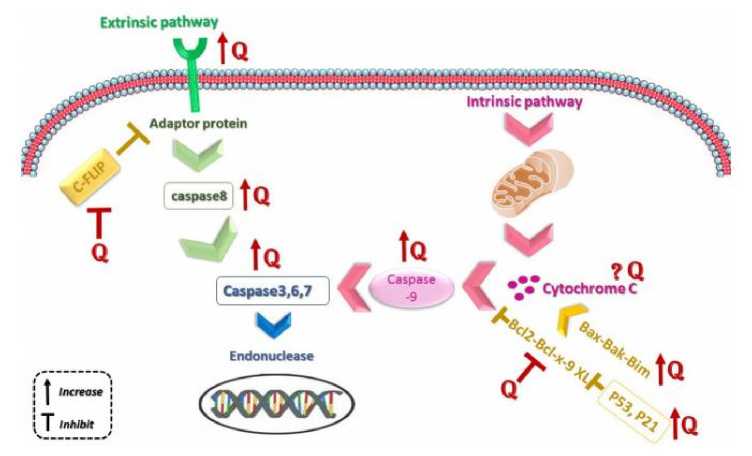 Extrinsic pathway
Q
Intrinsic pathway
Adaptor protein
C-FLIP
Q
caspase8
Q
Q
Caspase3,6,7
Q
Caspase
-9
? Q
Cytochrome C
Bax-Bak-Bim
Q
Bcl2-Bcl-x-9 XL
Q
P53, P21
Q
Endonuclease
Increase
Inhibit